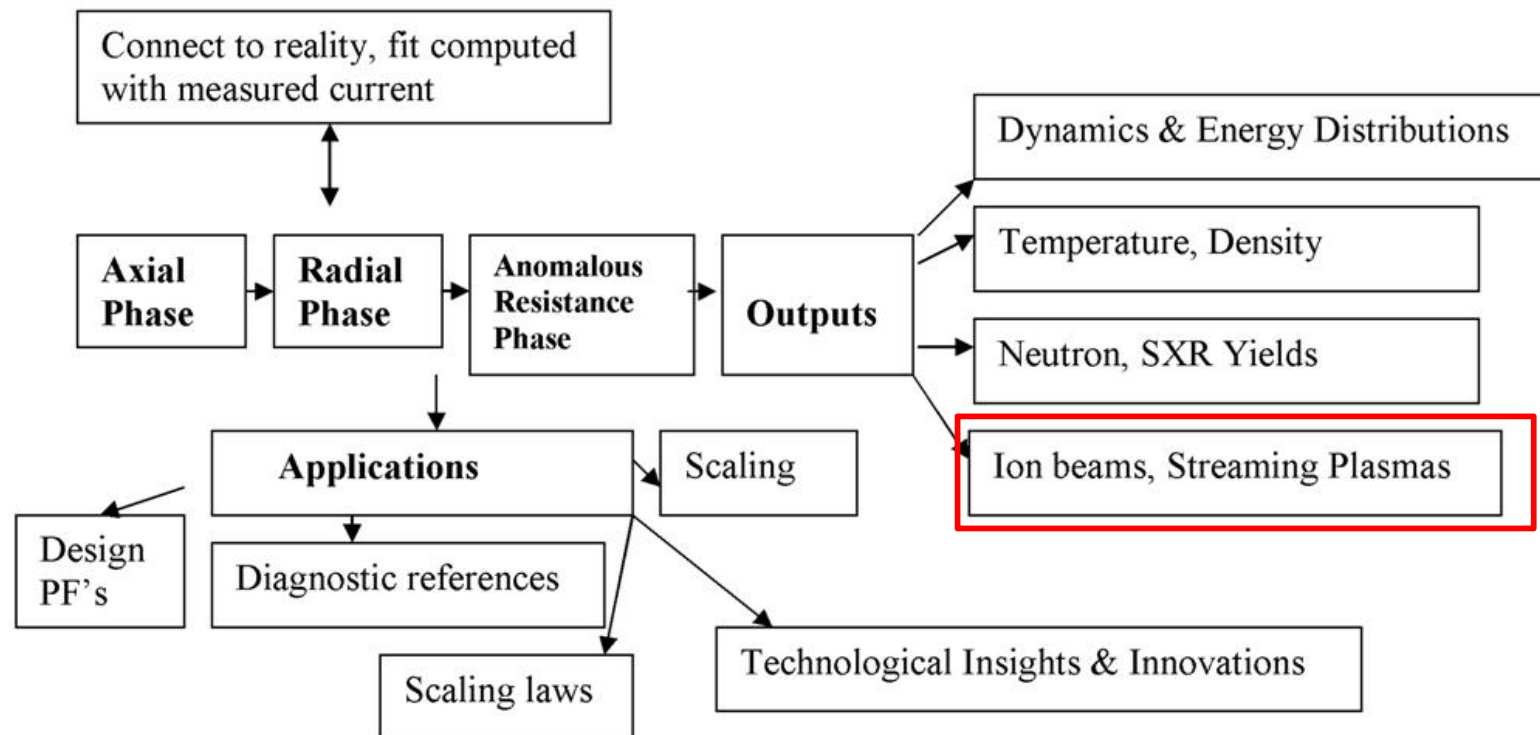 Connect to reality, fit computed
with measured current
Dynamics & Energy Distributions
Temperature, Density
Axial
Phase
Radial
Phase
Anomalous
Resistance
Phase
Outputs
Neutron, SXR Yields
Ion beams, Streaming Plasmas
Applications
Scaling
Design
PF's
Diagnostic references
Scaling laws
Technological Insights & Innovations